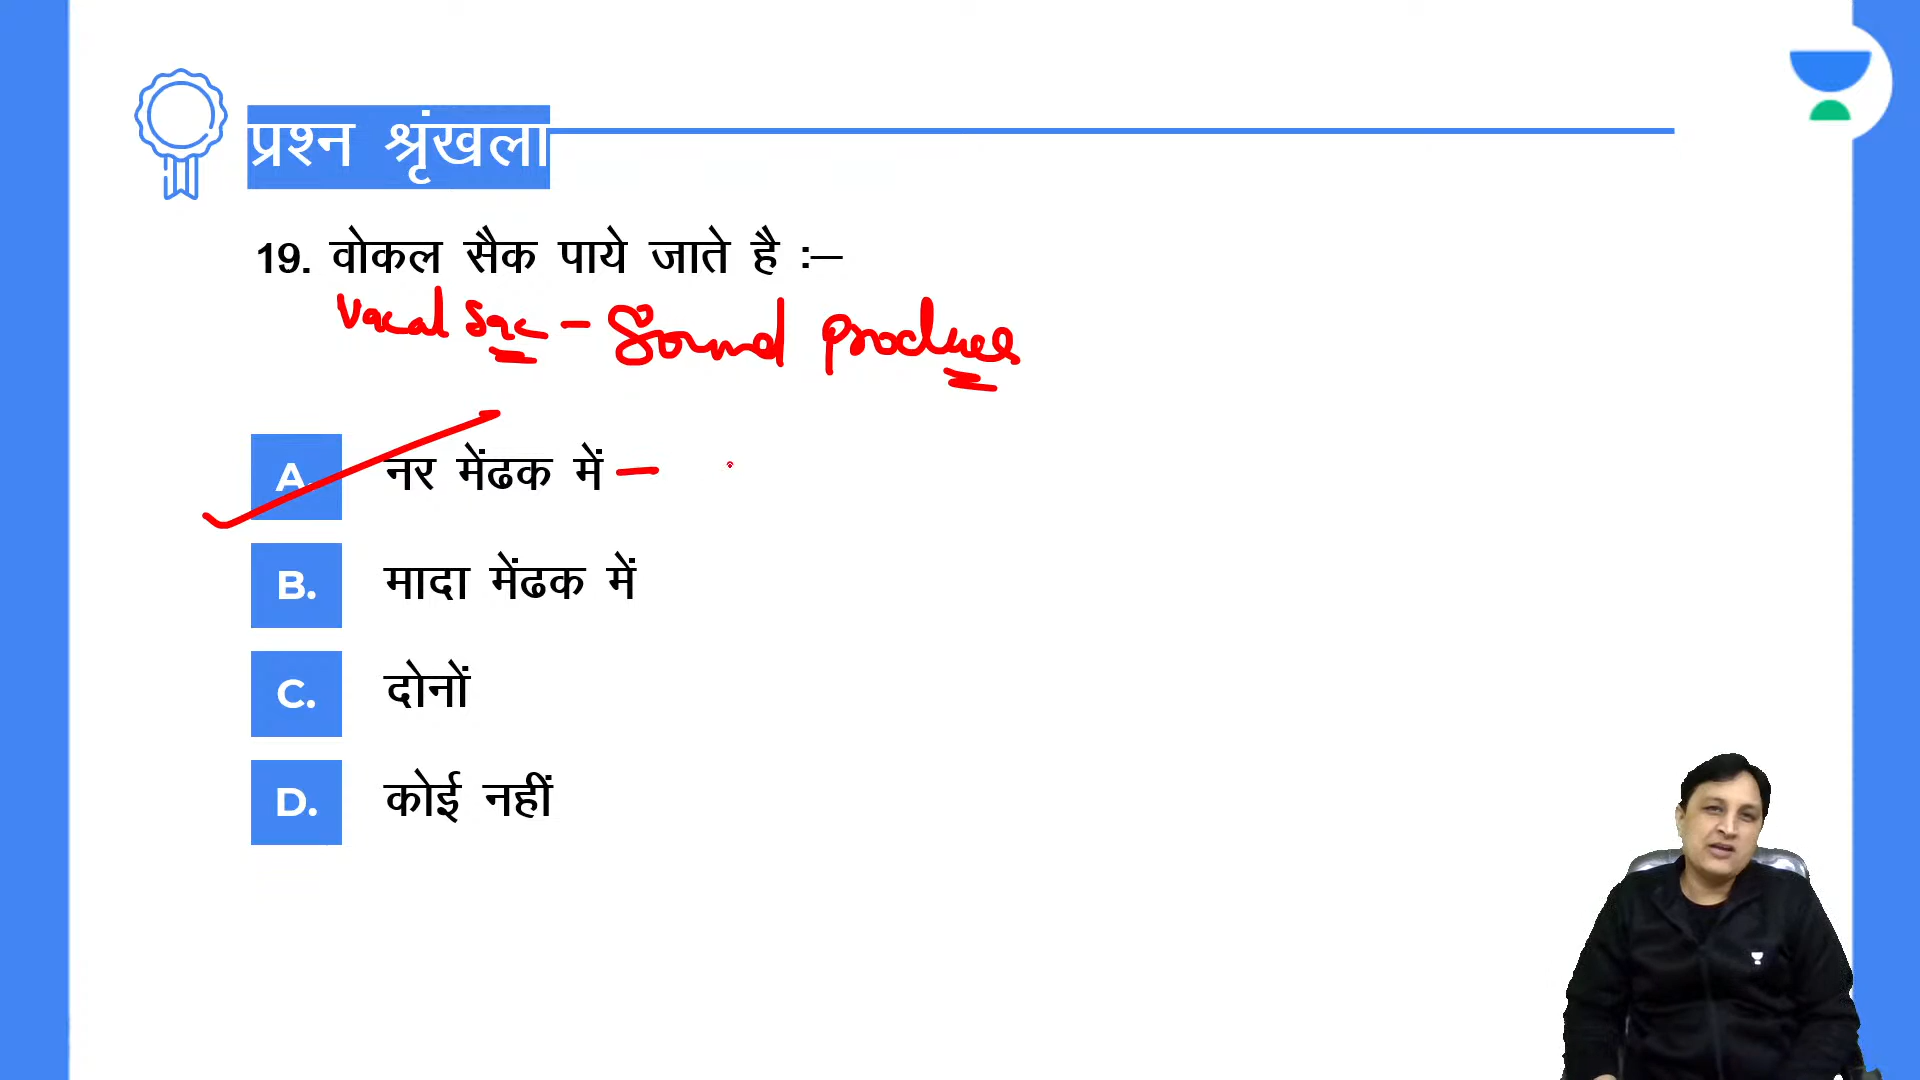 प्रश्न श्रृंखला
19. वोकल सैक पाये जाते है :–
Vocal Sac – Sound Produce
A. नर मेंढक में –
B. मादा मेंढक में
C. दोनों
D. कोई नहीं